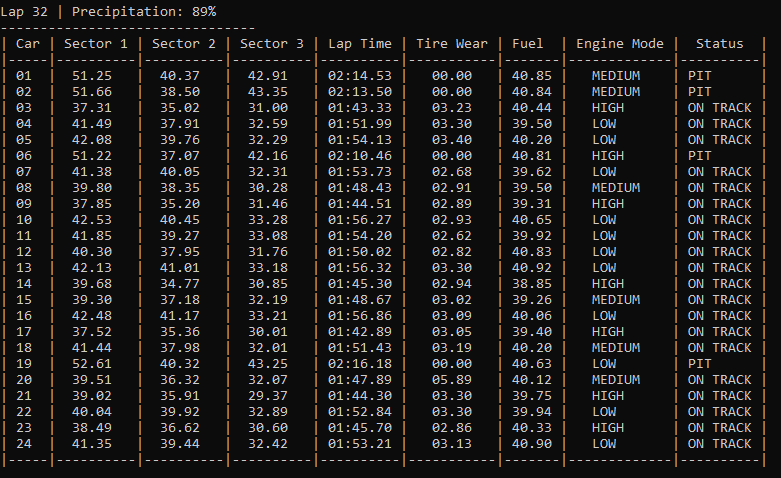 Lap 32 | Precipitation: 89%
--------------------------------
| Car | Sector 1 | Sector 2 | Sector 3 | Lap Time | Tire Wear | Fuel  | Engine Mode |  Status  |
|-----|----------|----------|----------|----------|-----------|-------|-------------|----------|
| 01  |   51.25  |  40.37   |  42.91   | 02:14.53 |   00.00   | 40.85 |   MEDIUM    | PIT      |
| 02  |   51.66  |  38.50   |  43.35   | 02:13.50 |   00.00   | 40.84 |   MEDIUM    | PIT      |
| 03  |   37.31  |  35.02   |  31.00   | 01:43.33 |   03.23   | 40.44 |   HIGH      | ON TRACK |
| 04  |   41.49  |  37.91   |  32.59   | 01:51.99 |   03.30   | 39.50 |   LOW       | ON TRACK |
| 05  |   42.08  |  39.76   |  32.29   | 01:54.13 |   03.40   | 40.20 |   LOW       | ON TRACK |
| 06  |   51.22  |  37.07   |  42.16   | 02:10.46 |   00.00   | 40.81 |   HIGH      | PIT      |
| 07  |   41.38  |  40.05   |  32.31   | 01:53.73 |   02.68   | 39.62 |   LOW       | ON TRACK |
| 08  |   39.80  |  38.35   |  30.28   | 01:48.43 |   02.91   | 39.50 |   MEDIUM    | ON TRACK |
| 09  |   37.85  |  35.20   |  31.46   | 01:44.51 |   02.89   | 39.31 |   HIGH      | ON TRACK |
| 10  |   42.53  |  40.45   |  33.28   | 01:56.27 |   02.93   | 40.65 |   LOW       | ON TRACK |
| 11  |   41.85  |  39.27   |  33.08   | 01:54.20 |   02.62   | 39.92 |   LOW       | ON TRACK |
| 12  |   40.30  |  37.95   |  31.76   | 01:50.02 |   02.82   | 40.83 |   LOW       | ON TRACK |
| 13  |   42.13  |  41.01   |  33.18   | 01:56.32 |   03.30   | 40.92 |   LOW       | ON TRACK |
| 14  |   39.68  |  34.77   |  30.85   | 01:45.30 |   02.94   | 38.85 |   HIGH      | ON TRACK |
| 15  |   39.30  |  37.18   |  32.19   | 01:48.67 |   03.02   | 39.26 |   MEDIUM    | ON TRACK |
| 16  |   42.48  |  41.17   |  33.21   | 01:56.86 |   03.09   | 40.06 |   LOW       | ON TRACK |
| 17  |   37.52  |  35.36   |  30.01   | 01:42.89 |   03.05   | 39.40 |   HIGH      | ON TRACK |
| 18  |   41.44  |  37.98   |  32.01   | 01:51.43 |   03.19   | 40.20 |   MEDIUM    | ON TRACK |
| 19  |   52.61  |  40.32   |  43.25   | 02:16.18 |   00.00   | 40.63 |   LOW       | PIT      |
| 20  |   39.51  |  36.32   |  32.07   | 01:47.89 |   05.89   | 40.12 |   MEDIUM    | ON TRACK |
| 21  |   39.02  |  35.91   |  29.37   | 01:44.30 |   03.30   | 39.75 |   HIGH      | ON TRACK |
| 22  |   40.04  |  39.92   |  32.89   | 01:52.84 |   03.30   | 39.94 |   LOW       | ON TRACK |
| 23  |   38.49  |  36.62   |  30.60   | 01:45.70 |   02.86   | 40.33 |   HIGH      | ON TRACK |
| 24  |   41.35  |  39.44   |  32.42   | 01:53.21 |   03.13   | 40.90 |   LOW       | ON TRACK |
|-----|----------|----------|----------|----------|-----------|-------|-------------|----------|